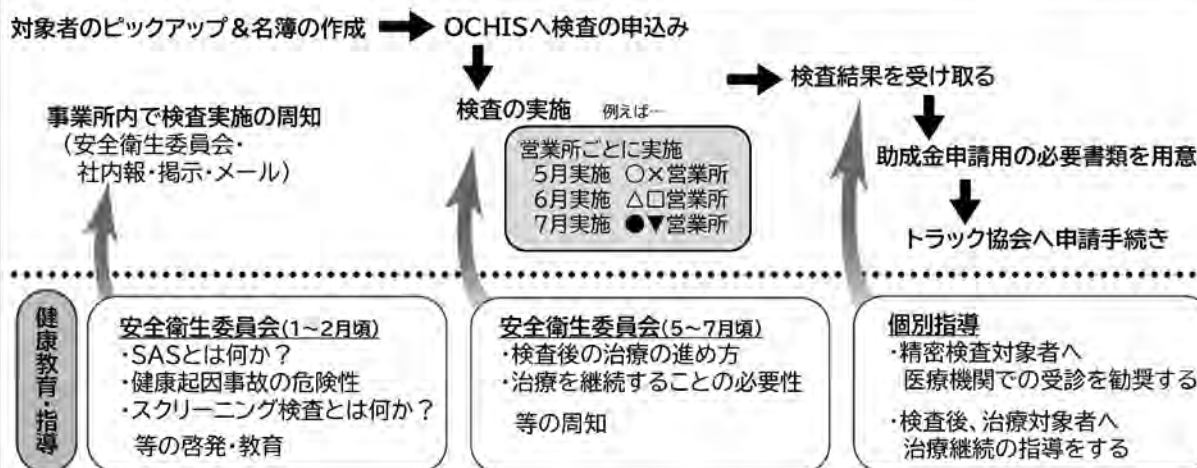 対象者のピックアップ&名簿の作成
OCHISへ検査の申込み
事業所内で検査実施の周知
(安全衛生委員会・
社内報・掲示・メール)
検査の実施 例えば…
営業所ごとに実施
5月実施 ○×営業所
6月実施 △□営業所
7月実施 ●▼営業所
検査結果を受け取る
助成金申請用の必要書類を用意
トラック協会へ申請手続き
健康教育・指導
安全衛生委員会(1~2月頃)
・SASとは何か?
・健康起因事故の危険性
・スクリーニング検査とは何か?
等の啓発・教育
安全衛生委員会(5~7月頃)
・検査後の治療の進め方
・治療を継続することの必要性
等の周知
個別指導
・精密検査対象者へ
医療機関での受診を勧奨する
・検査後、治療対象者へ
治療継続の指導をする